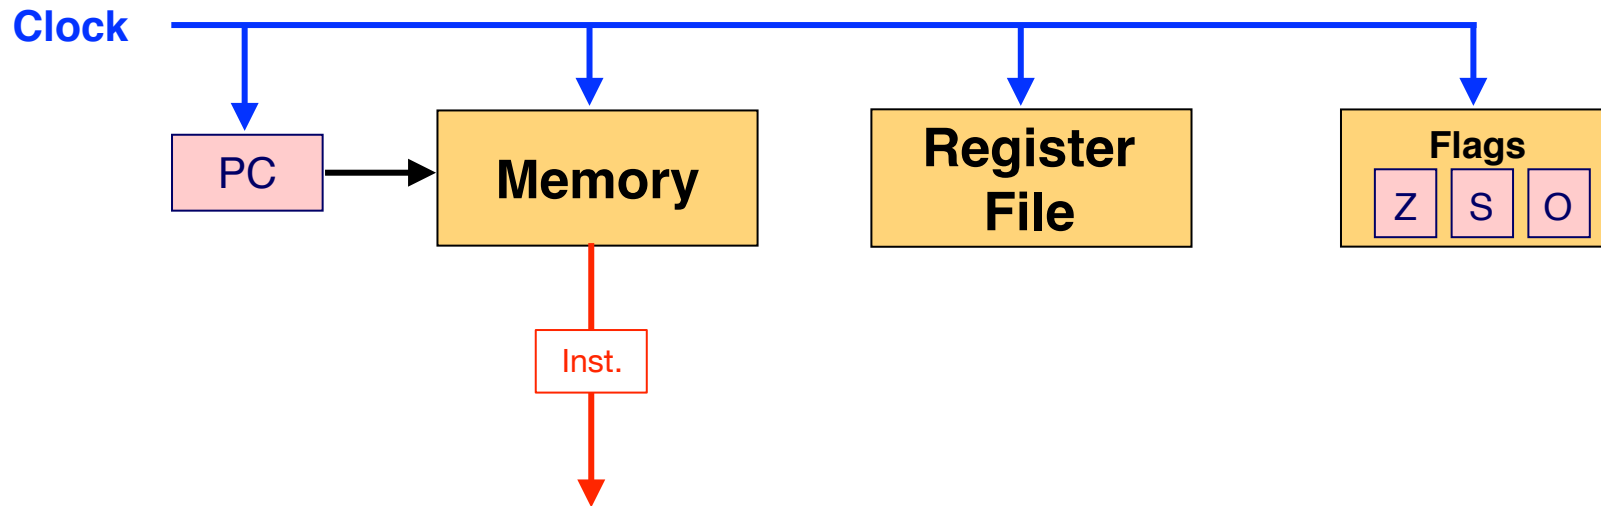 Clock
PC
Memory
Register
File
Flags
Z S O
Inst.